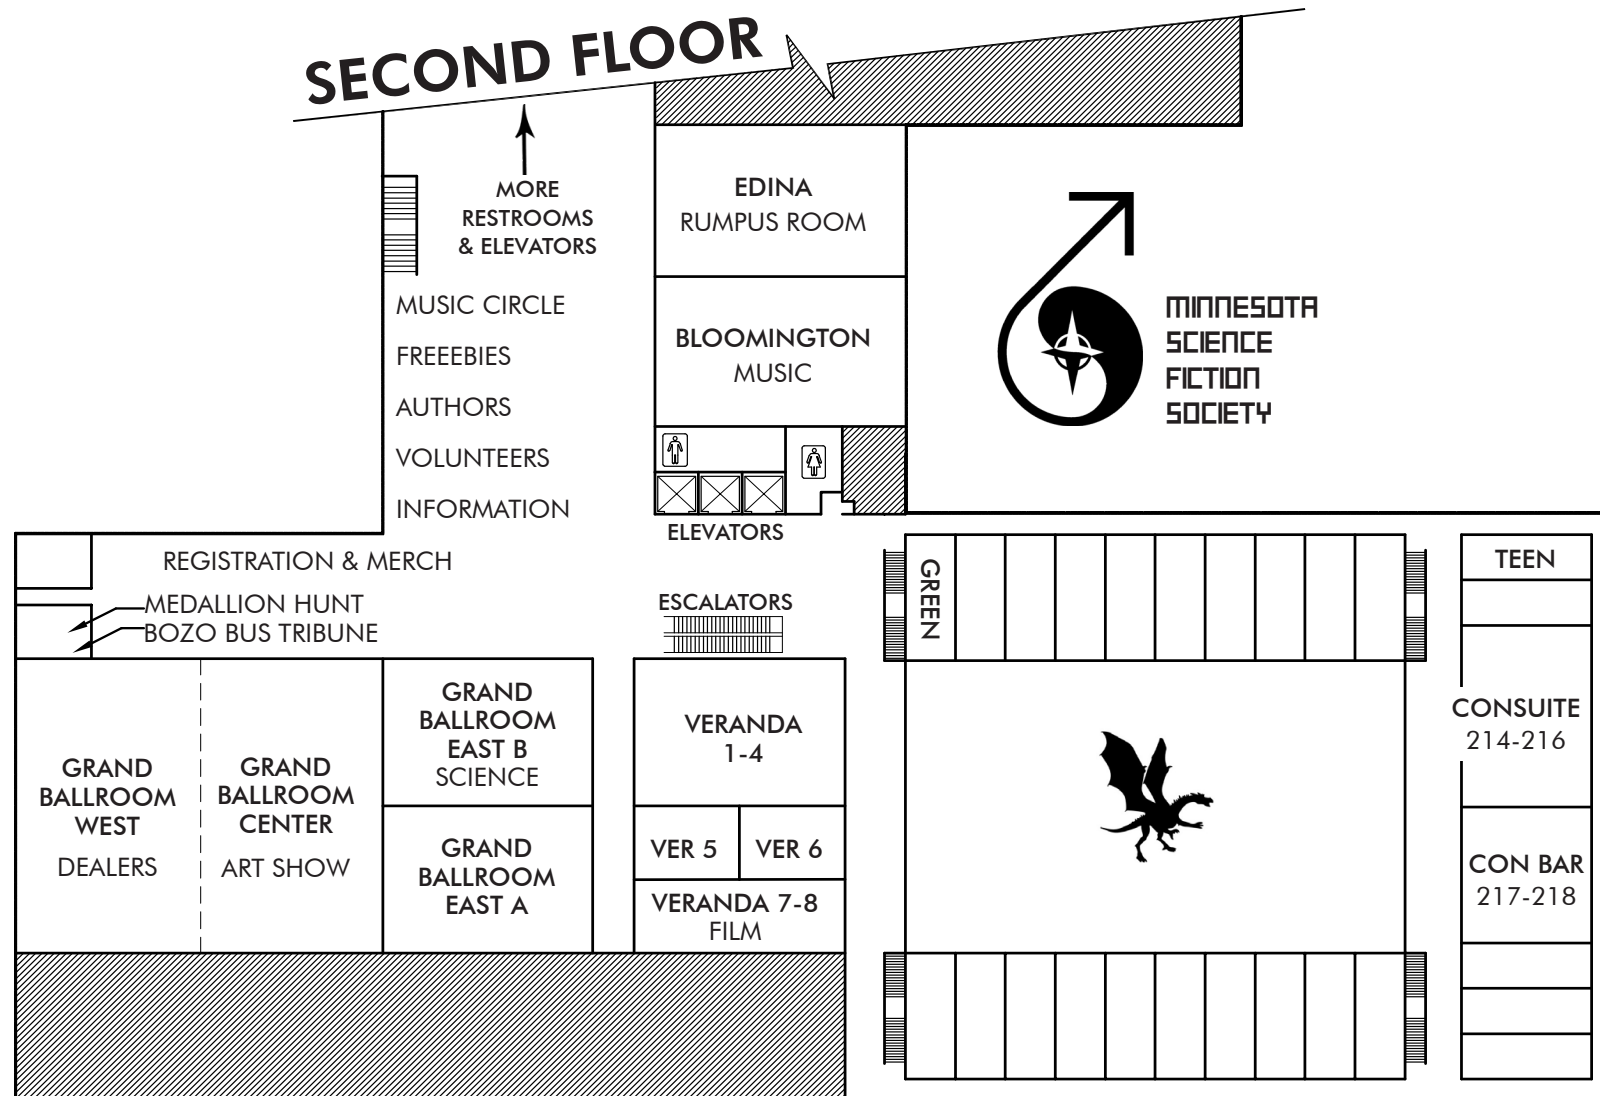 SECOND FLOOR
MORE
RESTROOMS
& ELEVATORS
EDINA
RUMPUS ROOM
MUSIC CIRCLE
FREEEBIES
AUTHORS
VOLUNTEERS
INFORMATION
BLOOMINGTON
MUSIC
MINNESOTA
SCIENCE
FICTION
SOCIETY
ELEVATORS
REGISTRATION & MERCH
MEDALLION HUNT
BOZO BUS TRIBUNE
ESCALATORS
GREEN
TEEN
GRAND
BALLROOM
WEST
DEALERS
GRAND
BALLROOM
CENTER
ART SHOW
GRAND
BALLROOM
EAST B
SCIENCE
GRAND
BALLROOM
EAST A
VERANDA
1-4
VER 5
VER 6
VERANDA 7-8
FILM
CONSUITE
214-216
CON BAR
217-218